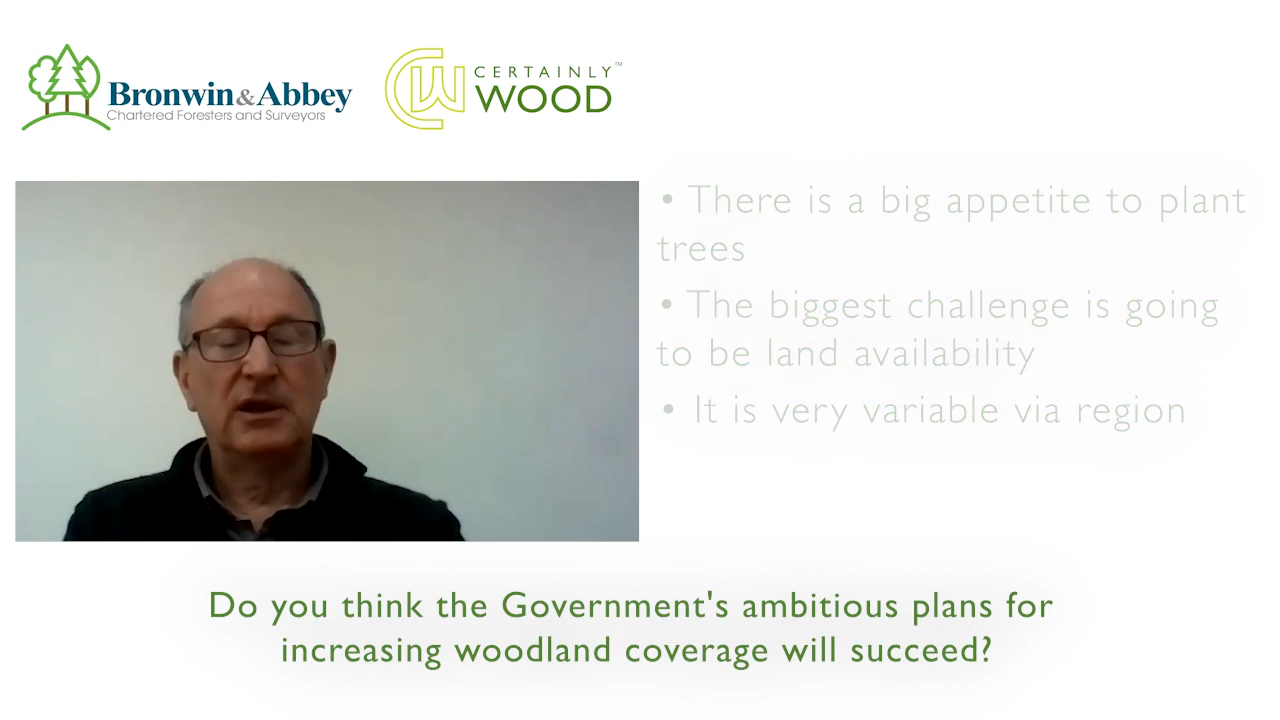 Bronwin & Abbey
Chartered Foresters and Surveyors
CERTAINLY™
WOOD
• There is a big appetite to plant
trees
• The biggest challenge is going
to be land availability
• It is very variable via region
Do you think the Government's ambitious plans for
increasing woodland coverage will succeed?